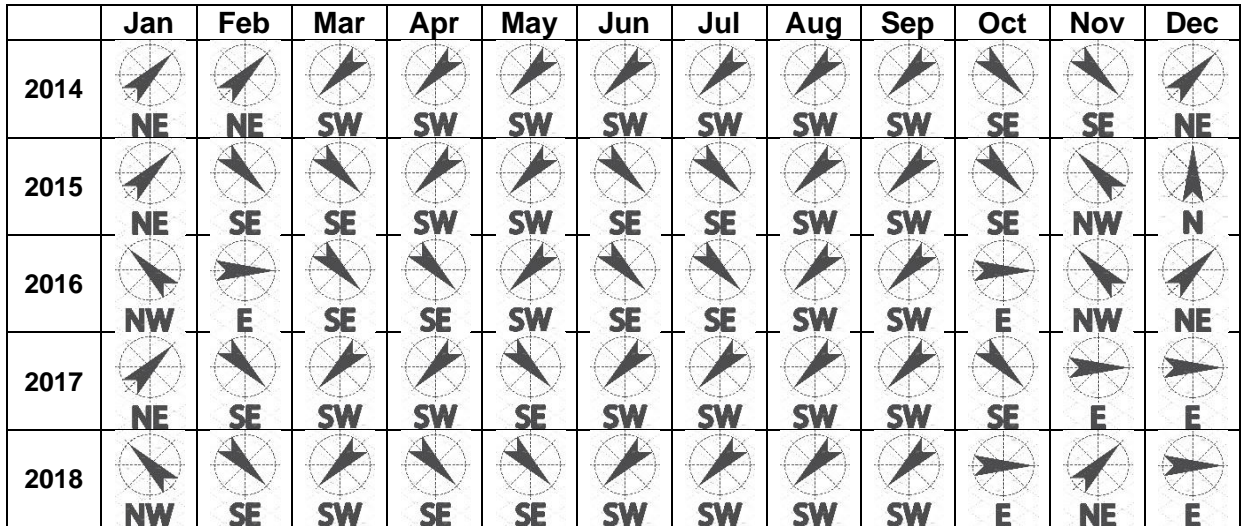 Jan Feb Mar Apr May Jun Jul Aug Sep Oct Nov Dec
2014
NE NE SW SW SW SW SW SW SW SE SE NE
2015
NE SE SE SW SW SE SE SW SW SE NW N
2016
NW E SE SE SW SE SE SW SW E NW NE
2017
NE SE SW SW SE SW SW SW SW SE E E
2018
NW SE SW SE SE SW SW SW SW E NE E